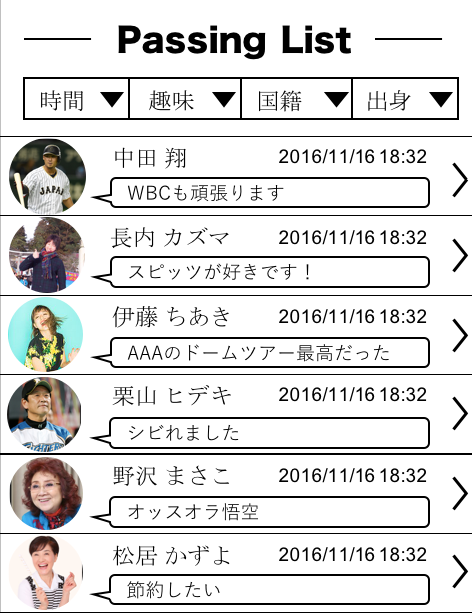 Passing List
時間 ▼ 趣味 ▼ 国籍 ▼ 出身 ▼
中田 翔 2016/11/16 18:32
WBCも頑張ります
長内 カズマ 2016/11/16 18:32
スピッツが好きです！
伊藤 ちあき 2016/11/16 18:32
AAAのドームツアー最高だった
栗山 ヒデキ 2016/11/16 18:32
シビれました
野沢 まさこ 2016/11/16 18:32
オッスオラ悟空
松居 かずよ 2016/11/16 18:32
節約したい
JAPAN